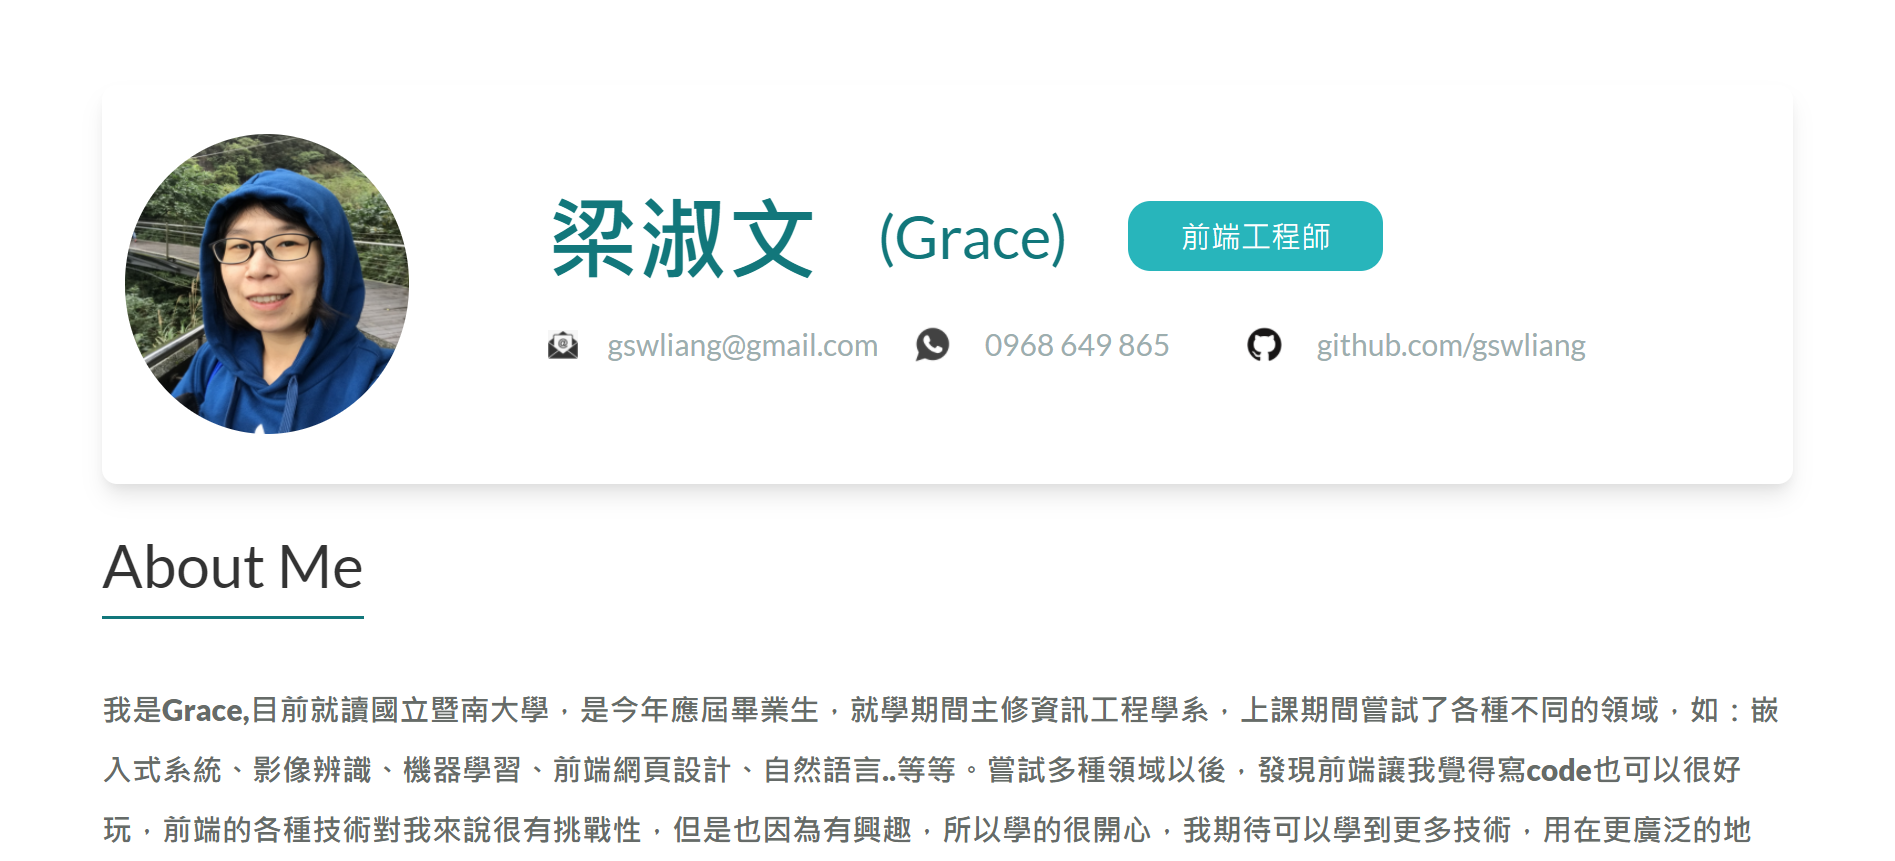 梁淑文 (Grace) 前端工程師
gswliang@gmail.com 0968 649 865 github.com/gswliang
About Me
我是Grace,目前就讀國立暨南大學，是今年應屆畢業生，就學期間主修資訊工程學系，上課期間嘗試了各種不同的領域，如：嵌
入式系統、影像辨識、機器學習、前端網頁設計、自然語言..等等。嘗試多種領域以後，發現前端讓我覺得寫code也可以很好
玩，前端的各種技術對我來說很有挑戰性，但是也因為有興趣，所以學的很開心，我期待可以學到更多技術，用在更廣泛的地